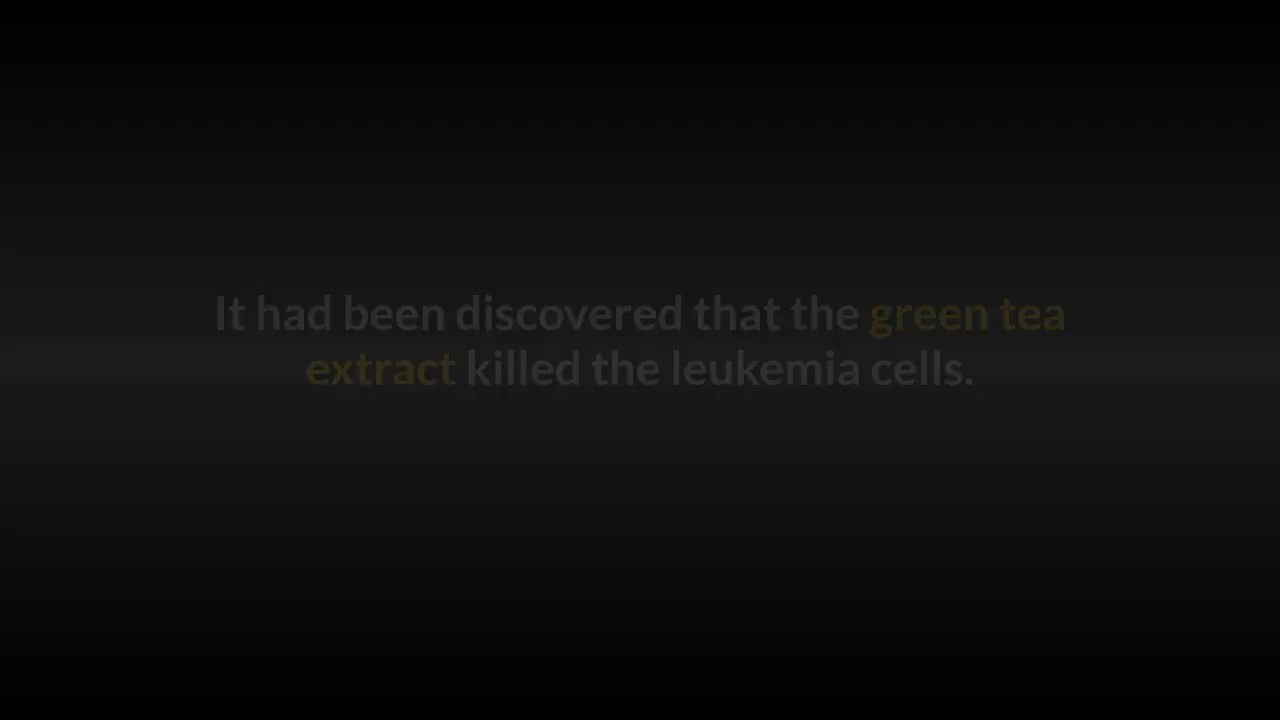 It had been discovered that the green tea
extract killed the leukemia cells.